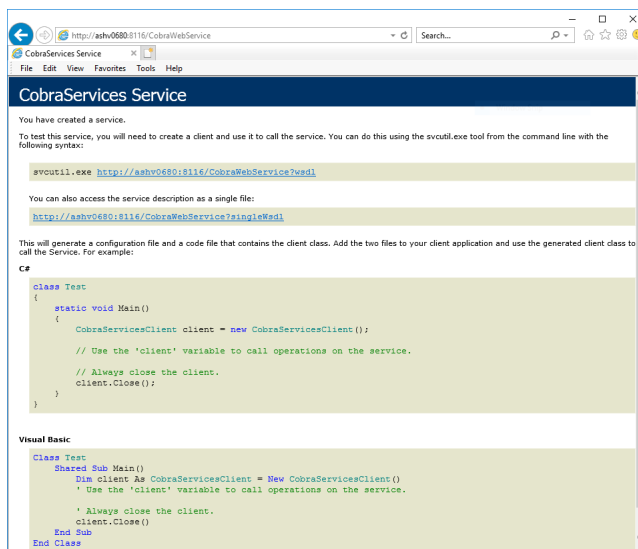 http://ashv0680:8116/CobraWebService
Search...
CobraServices Service
File Edit View Favorites Tools Help
CobraServices Service
You have created a service.
To test this service, you will need to create a client and use it to call the service. You can do this using the svcutil.exe tool from the command line with the
following syntax:
svcutil.exe http://ashv0680:8116/CobraWebService?wsdl
You can also access the service description as a single file:
http://ashv0680:8116/CobraWebService?singleWsdl
This will generate a configuration file and a code file that contains the client class. Add the two files to your client application and use the generated client class to
call the Service. For example:
C#
class Test
{
static void Main()
{
CobraServicesClient client = new CobraServicesClient();
// Use the 'client' variable to call operations on the service.
// Always close the client.
client.Close();
}
}
Visual Basic
Class Test
Shared Sub Main()
Dim client As CobraServicesClient = New CobraServicesClient()
' Use the 'client' variable to call operations on the service.
' Always close the client.
client.Close()
End Sub
End Class